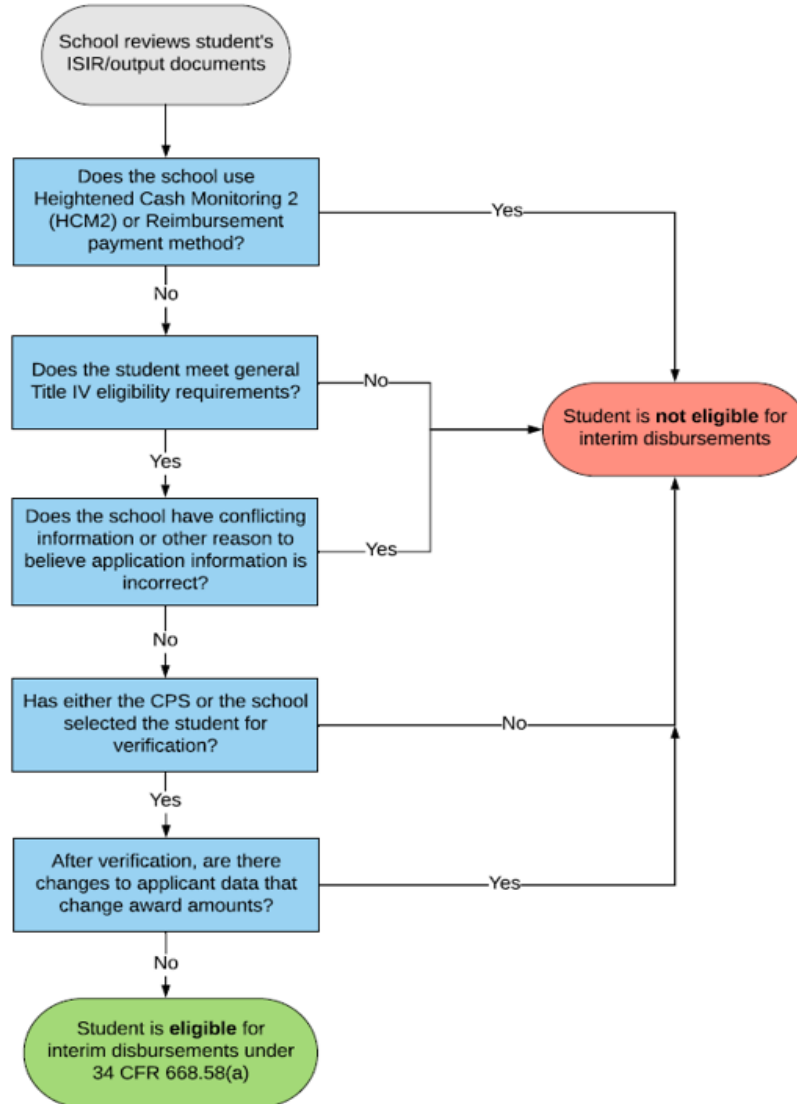 School reviews student's
ISIR/output documents
Does the school use
Heightened Cash Monitoring 2
(HCM2) or Reimbursement
payment method?
Yes
No
Does the student meet general
Title IV eligibility requirements?
No
Student is not eligible for
interim disbursements
Yes
Does the school have conflicting
information or other reason to
believe application information is
incorrect?
Yes
No
Has either the CPS or the school
selected the student for
verification?
No
Yes
After verification, are there
changes to applicant data that
change award amounts?
Yes
No
Student is eligible for
interim disbursements under
34 CFR 668.58(a)